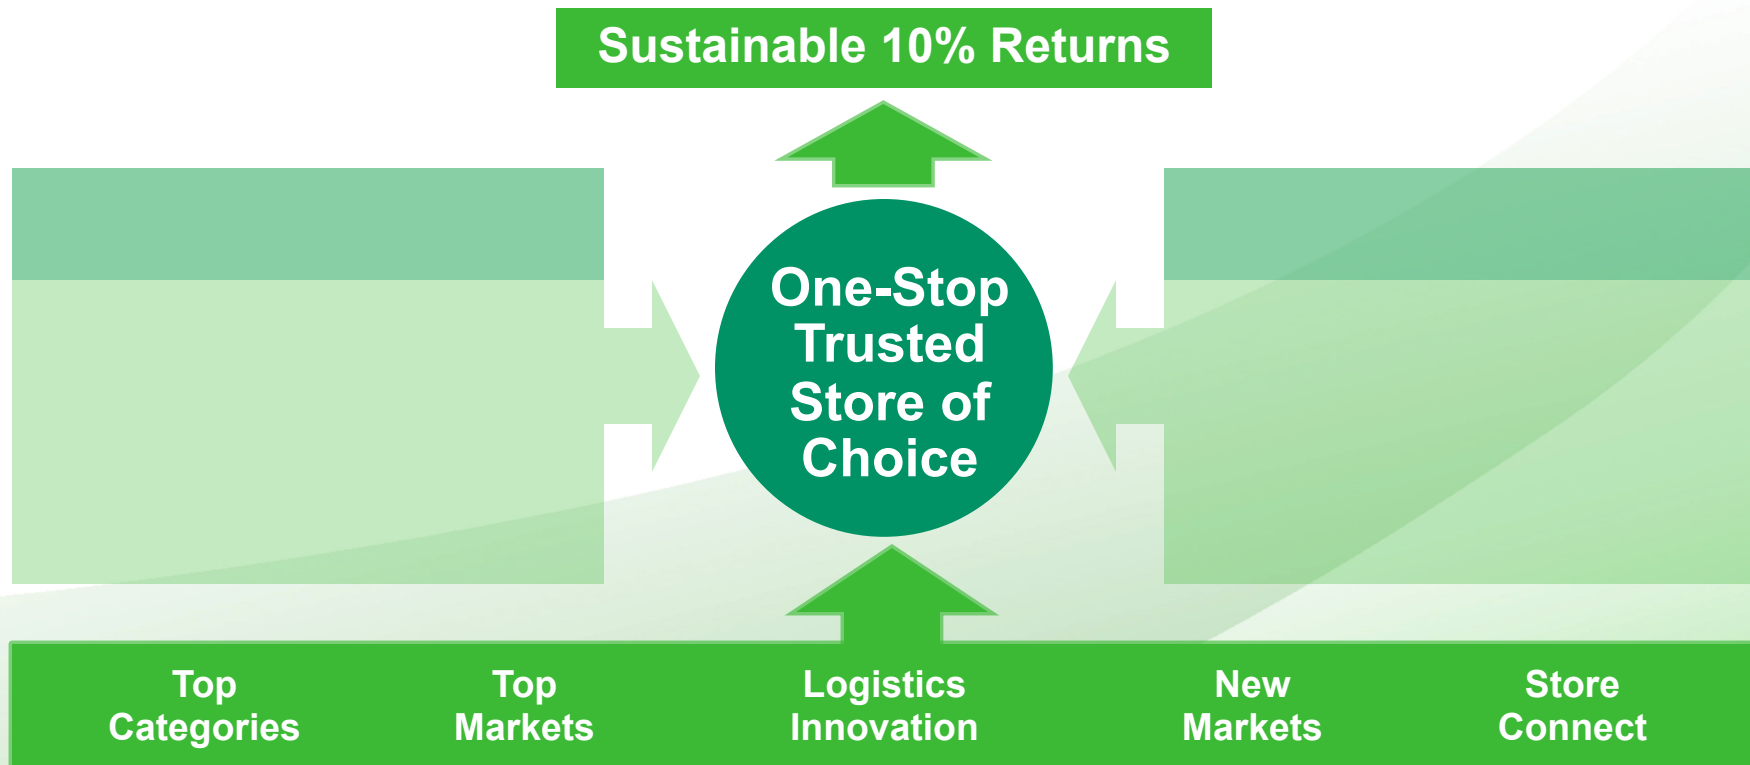 Sustainable 10% Returns
One-Stop
Trusted
Store of
Choice
Top
Categories
Top
Markets
Logistics
Innovation
New
Markets
Store
Connect